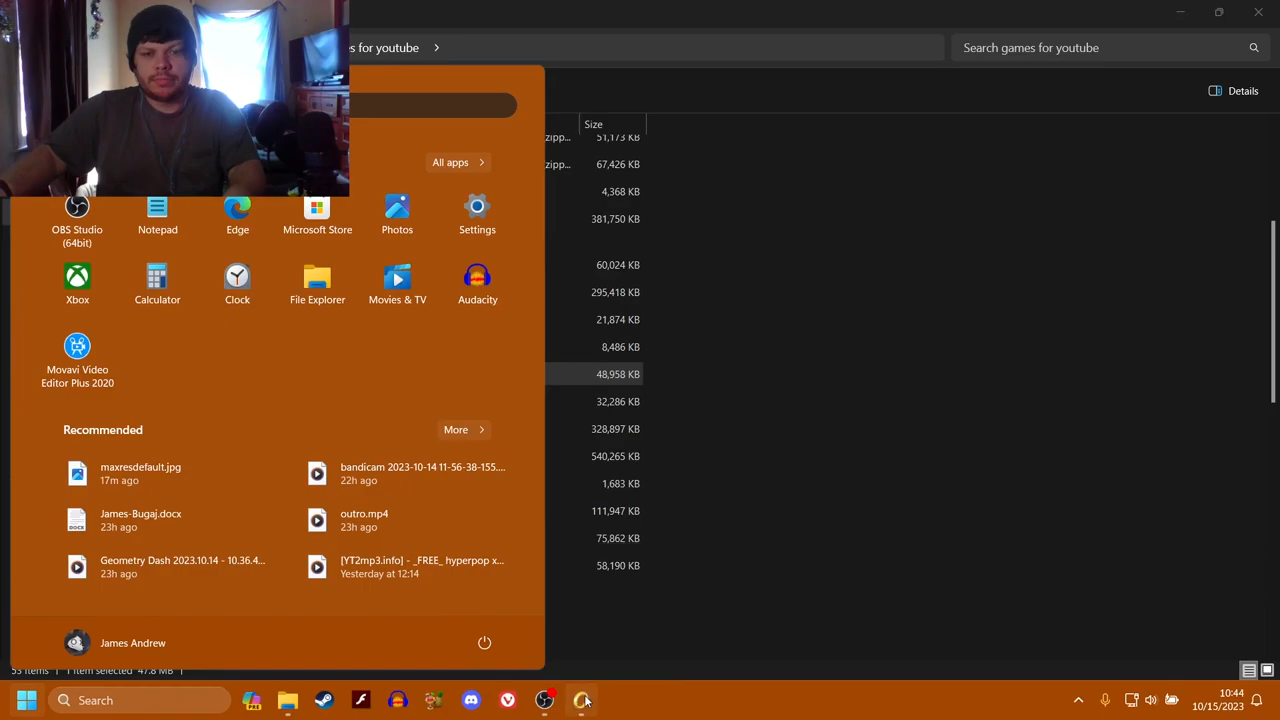 es for youtube
Search games for youtube
Details
Size
zipp...
51,173 KB
All apps
zipp...
67,426 KB
4,368 KB
381,750 KB
OBS Studio
(64bit)
Notepad
Edge
Microsoft Store
Photos
Settings
60,024 KB
295,418 KB
Xbox
Calculator
Clock
File Explorer
Movies & TV
Audacity
21,874 KB
8,486 KB
Movavi Video
Editor Plus 2020
48,958 KB
32,286 KB
Recommended
More
328,897 KB
540,265 KB
maxresdefault.jpg
17m ago
bandicam 2023-10-14 11-56-38-155....
22h ago
1,683 KB
James-Bugaj.docx
23h ago
outro.mp4
23h ago
111,947 KB
75,862 KB
Geometry Dash 2023.10.14 - 10.36.4...
23h ago
[YT2mp3.info] - _FREE_ hyperpop x...
Yesterday at 12:14
58,190 KB
James Andrew
53 items
1 item selected 47.8 MB
Search
PRE
10:44
10/15/2023